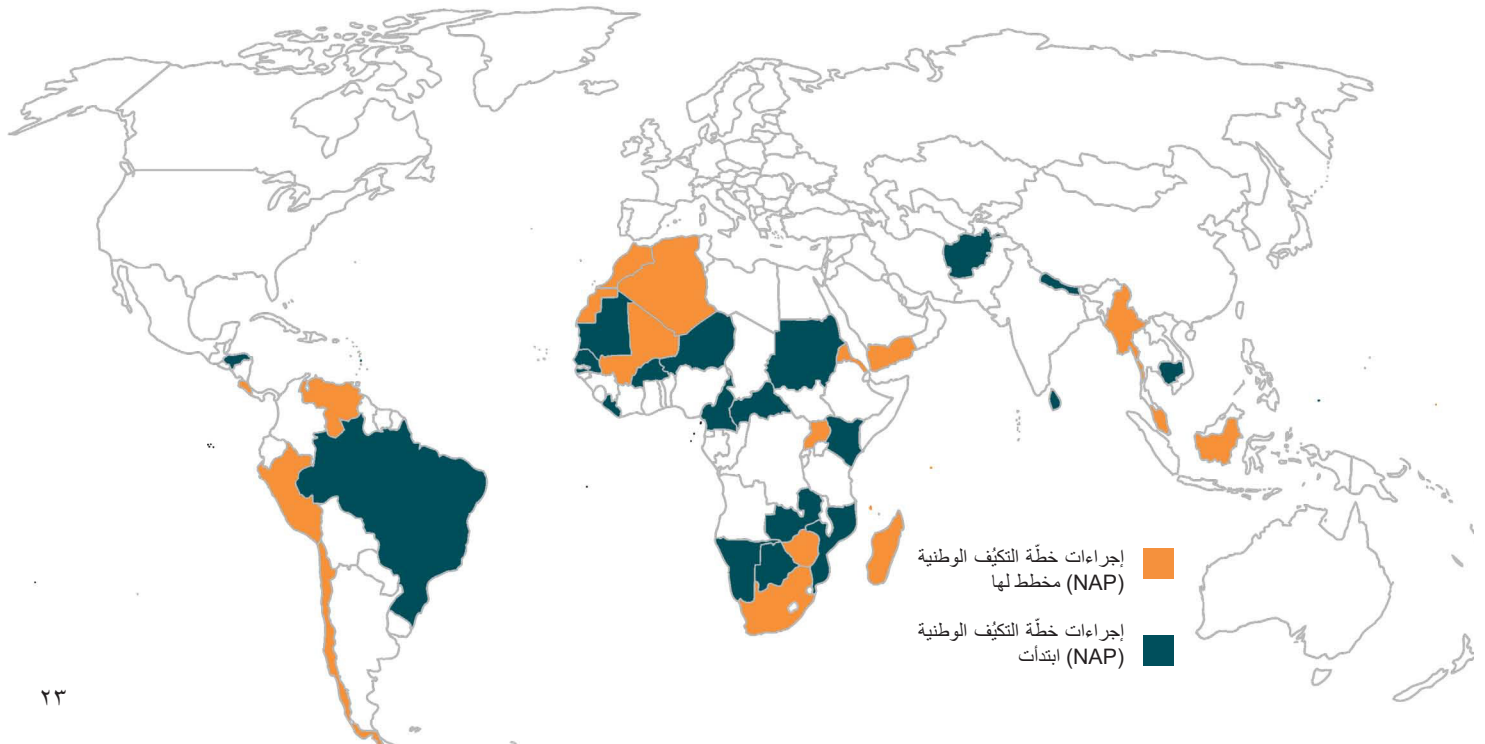 إجراءات خطّة التكيُف الوطنية
(NAP) مخطط لها
إجراءات خطّة التكيُف الوطنية
(NAP) ابتدأت
٢٣